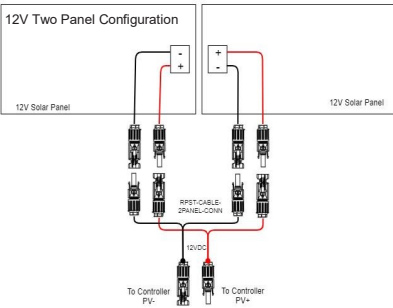 12V Two Panel Configuration
-
+
+
-
12V Solar Panel
12V Solar Panel
RPST-CABLE-
2PANEL-CONN
12VDC
To Controller
PV-
To Controller
PV+